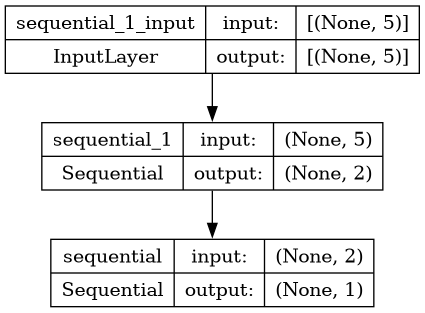 sequential_1_input input: [(None, 5)]
InputLayer output: [(None, 5)]
sequential_1 input: (None, 5)
Sequential output: (None, 2)
sequential input: (None, 2)
Sequential output: (None, 1)